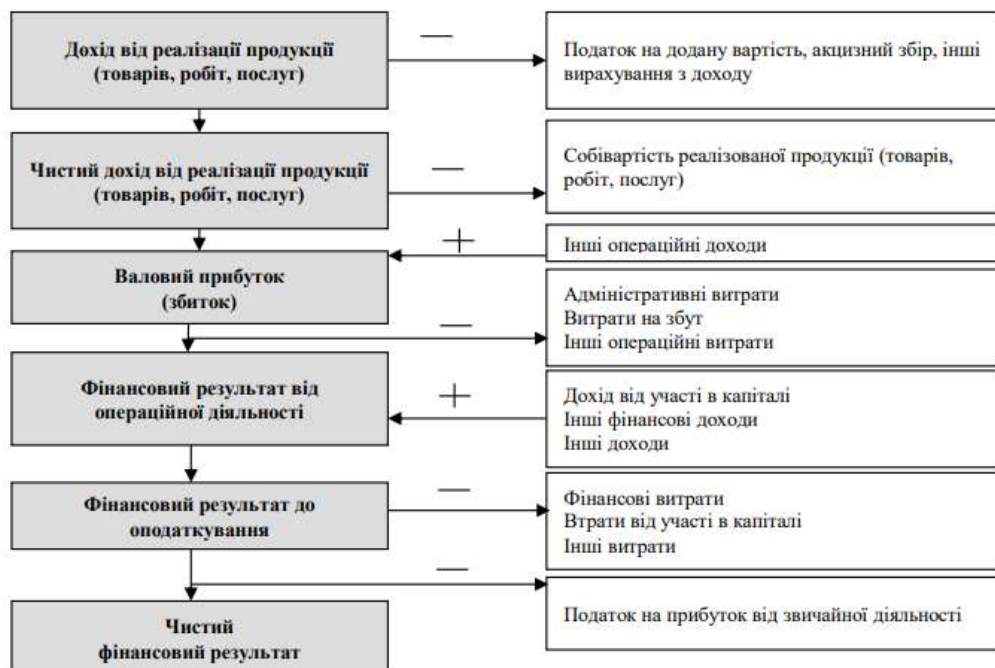 Дохід від реалізації продукції
(товарів, робіт, послуг)
—
Податок на додану вартість, акцизний збір, інші
вирахування з доходу
Чистий дохід від реалізації продукції
(товарів, робіт, послуг)
—
Собівартість реалізованої продукції (товарів,
робіт, послуг)
+
Інші операційні доходи
Валовий прибуток
(збиток)
—
Адміністративні витрати
Витрати на збут
Інші операційні витрати
Фінансовий результат від
операційної діяльності
+
Дохід від участі в капіталі
Інші фінансові доходи
Інші доходи
Фінансовий результат до
оподаткування
—
Фінансові витрати
Втрати від участі в капіталі
Інші витрати
—
Податок на прибуток від звичайної діяльності
Чистий
фінансовий результат